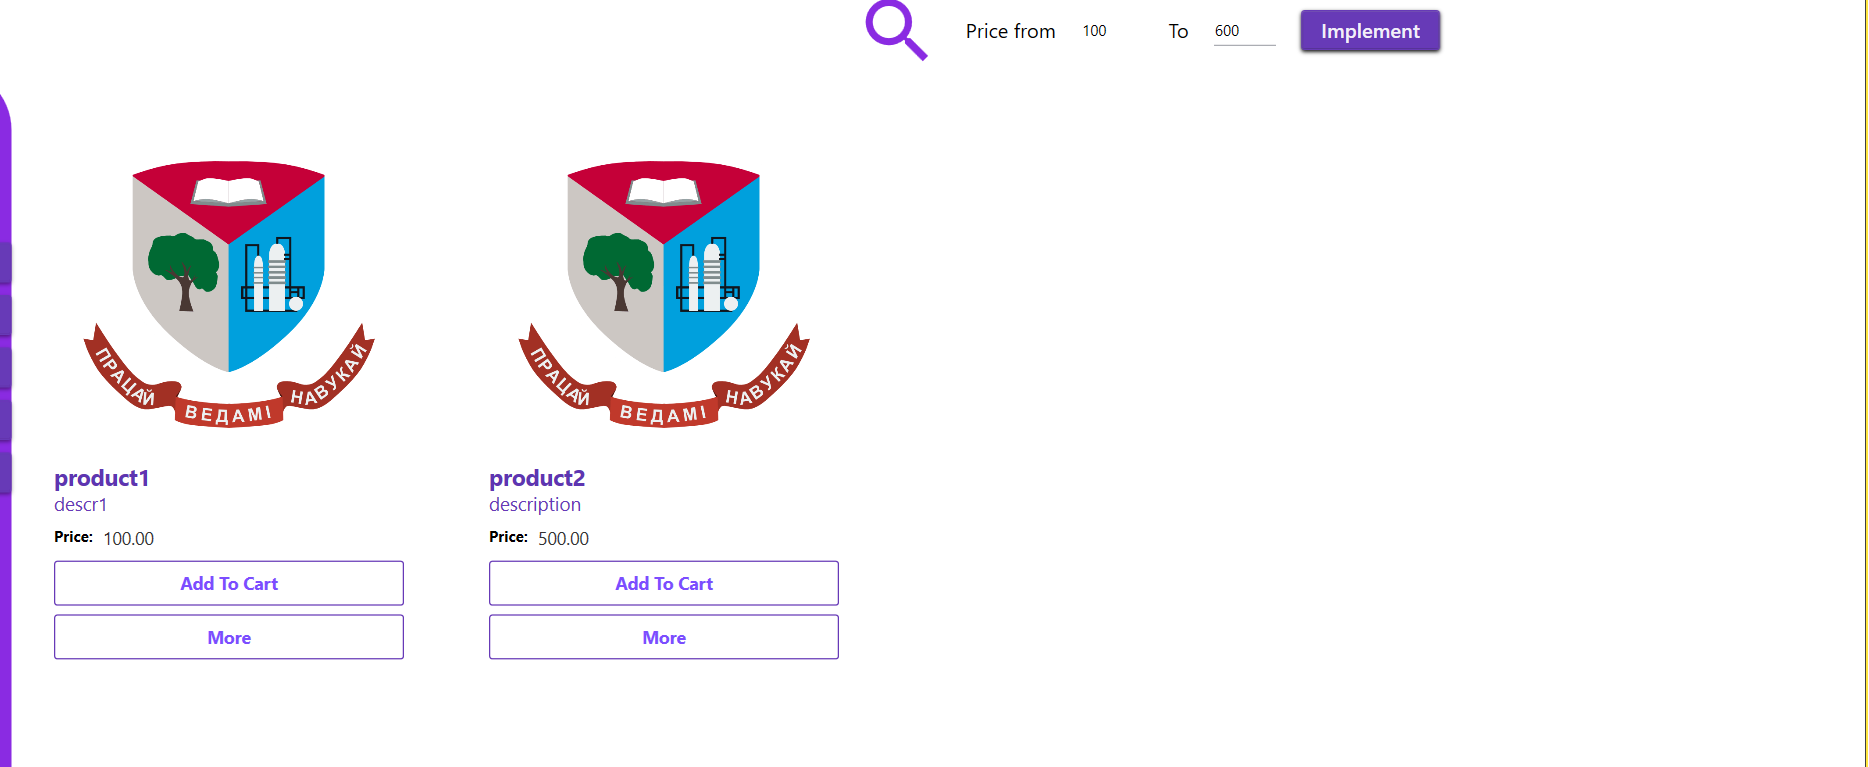 Price from 100 To 600 Implement
ПРАЦАЙ ВЕДАМІ НАВУКАЙ
ПРАЦАЙ ВЕДАМІ НАВУКАЙ
product1
descr1
Price: 100.00
Add To Cart
More
product2
description
Price: 500.00
Add To Cart
More